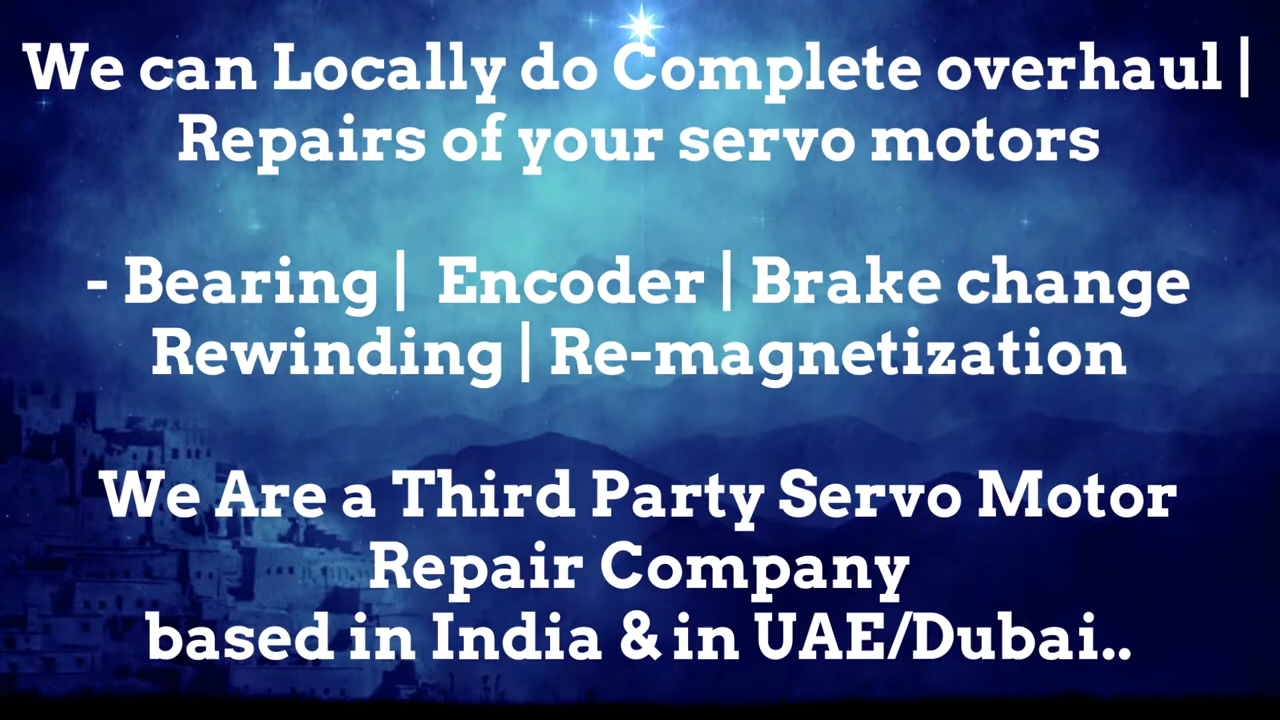 We can Locally do Complete overhaul |
Repairs of your servo motors
- Bearing | Encoder | Brake change
Rewinding | Re-magnetization
We Are a Third Party Servo Motor
Repair Company
based in India & in UAE/Dubai..